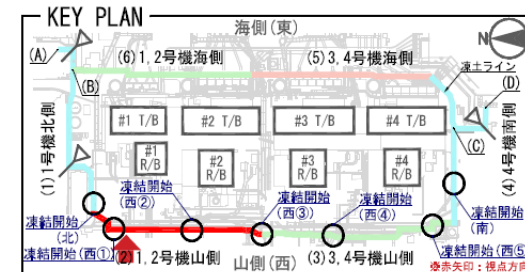 KEY PLAN
海側(東)
N
(A)
(B)
(6)1,2号機海側
(5)3,4号機海側
凍土ライン
(D)
(C)
(1)1号機北側
(4)4号機南側
#1 T/B
#2 T/B
#3 T/B
#4 T/B
#1
R/B
#2
R/B
#3
R/B
#4
R/B
凍結開始
(北)
凍結開始(西①)
凍結開始
(西②)
凍結開始
(西③)
凍結開始
(西④)
凍結開始
(南)
凍結開始(西⑤)
(2)1,2号機山側
山側(西)
(3)3,4号機山側
※赤矢印:視点方向